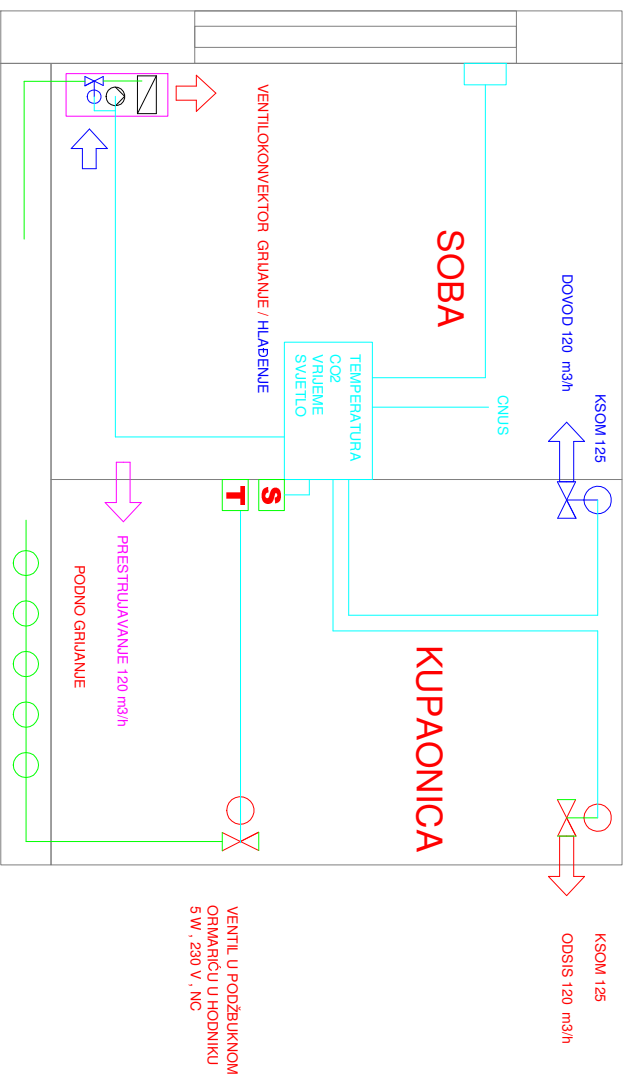 KSOM 125
DOVOD 120 m3/h
KSOM 125
ODSIS 120 m3/h
CNUS
SOBA
KUPAONICA
TEMPERATURA
CO2
VRIJEME
SVJETLO
S
T
VENTILOKONVEKTOR GRIJANJE / HLAĐENJE
VENTIL U PODŽBUKNOM
ORMARIĆU U HODNIKU
5 W , 230 V , NC
PRESTRUJAVANJE 120 m3/h
PODNO GRIJANJE